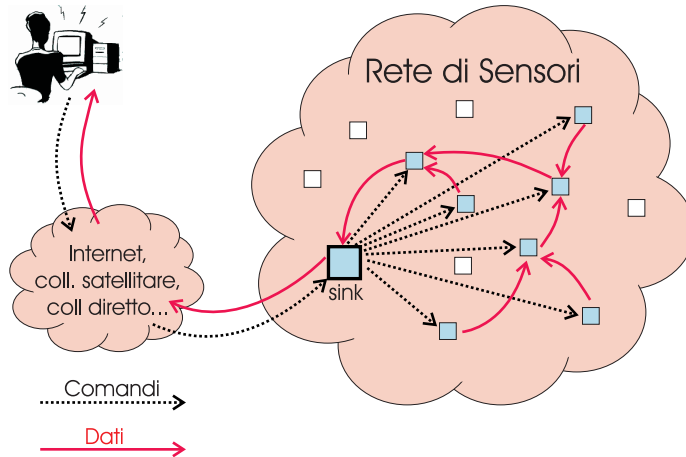 Rete di Sensori
Internet,
coll. satellitare,
coll diretto...
sink
Comandi
Dati